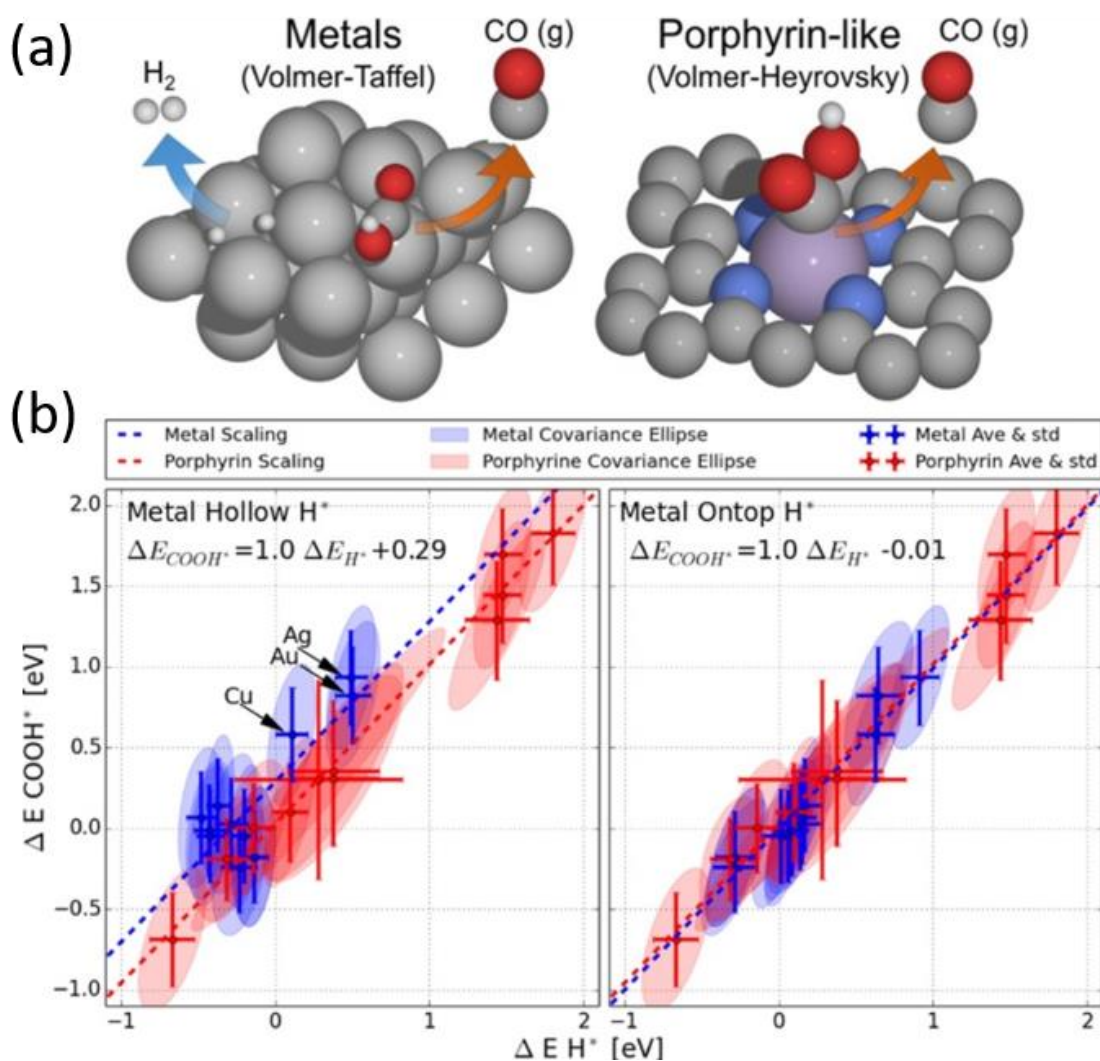 (a)
Metals
(Volmer-Taffel)
H₂
CO (g)
Porphyrin-like
(Volmer-Heyrovsky)
CO (g)
(b)
Metal Scaling
Porphyrin Scaling
Metal Covariance Ellipse
Porphyrine Covariance Ellipse
Metal Ave & std
Porphyrin Ave & std
Metal Hollow H*
ΔE_COOH*=1.0 ΔE_H*+0.29
Ag
Au
Cu
Metal Ontop H*
ΔE_COOH*=1.0 ΔE_H* -0.01
Δ E COOH* [eV]
2.0
1.5
1.0
0.5
0.0
−0.5
−1.0
−1 0 1 2
−1 0 1 2
Δ E H* [eV]